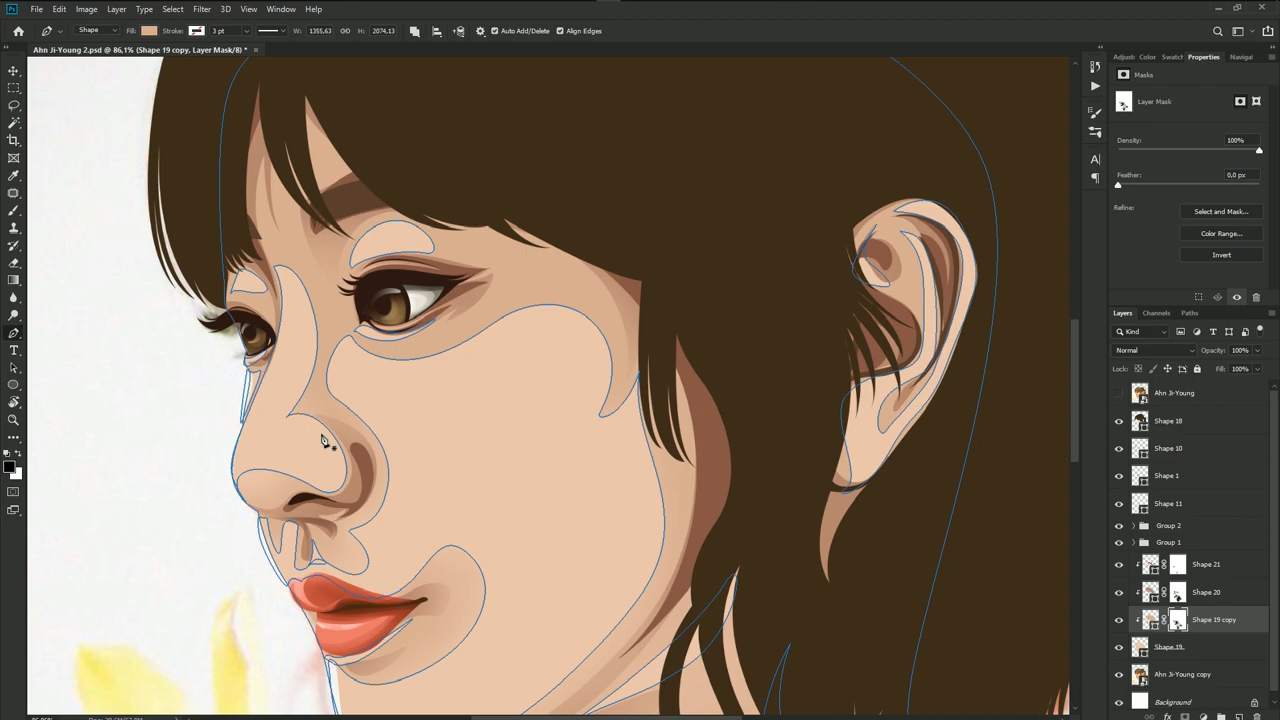 Ps File Edit Image Layer Type Select Filter 3D View Window Help
Shape Fill: Stroke: 3 pt W: 1355,63 H: 2074,13 Auto Add/Delete Align Edges
Ahn Ji-Young 2.psd @ 86,1% (Shape 19 copy, Layer Mask/8) * ×
Color Swatc Properties Navigat
Masks
Layer Mask
Density: 100%
Feather: 0,0 px
Refine: Select and Mask...
Color Range...
Invert
Layers Channels Paths
Kind
Normal Opacity: 100%
Lock: Fill: 100%
Ahn Ji-Young
Shape 18
Shape 10
Shape 1
Shape 11
Group 2
Group 1
Shape 21
Shape 20
Shape 19 copy
Shape 19
Ahn Ji-Young copy
Background